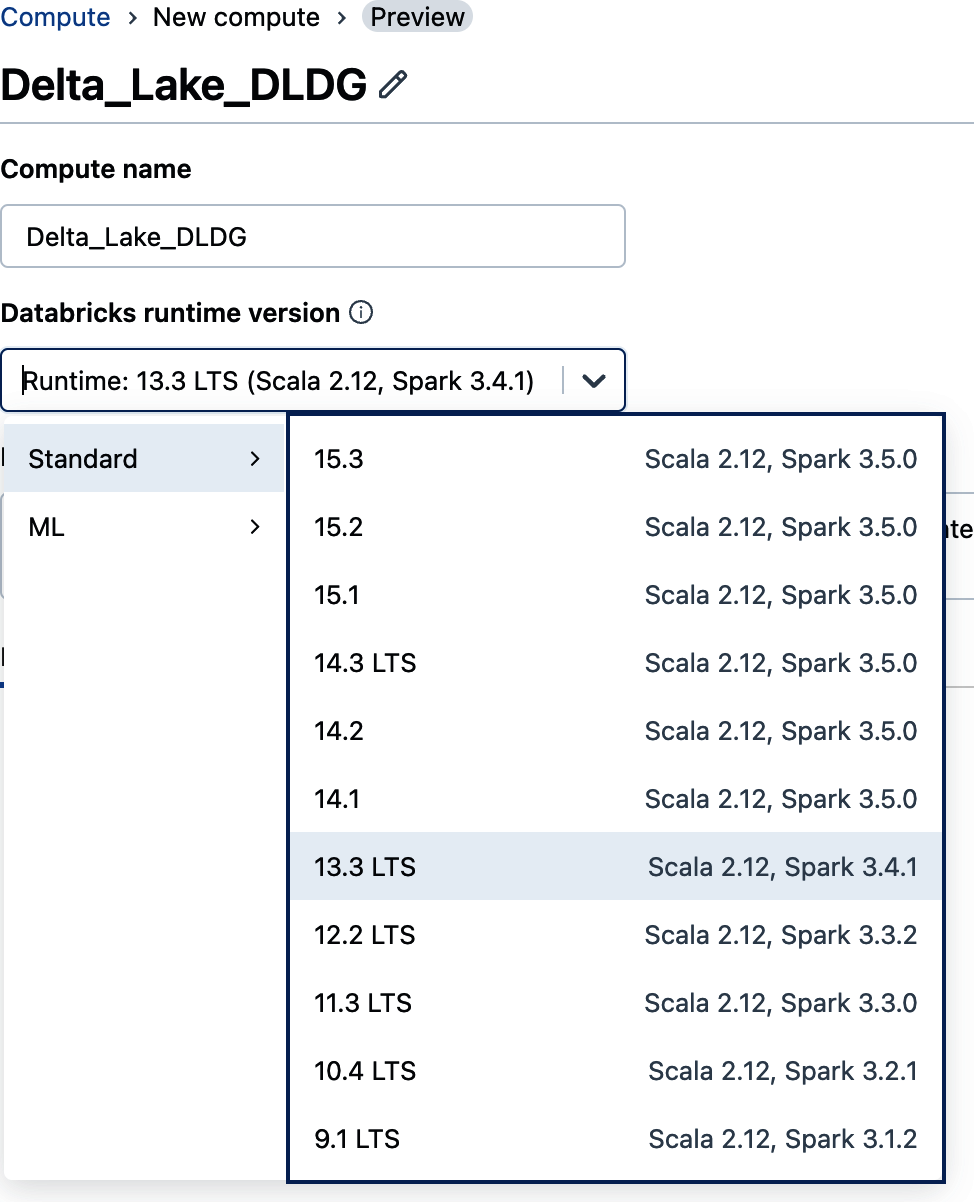 Compute › New compute › Preview
Delta_Lake_DLDG
Compute name
Delta_Lake_DLDG
Databricks runtime version
Runtime: 13.3 LTS (Scala 2.12, Spark 3.4.1)
Standard
ML
15.3 Scala 2.12, Spark 3.5.0
15.2 Scala 2.12, Spark 3.5.0
15.1 Scala 2.12, Spark 3.5.0
14.3 LTS Scala 2.12, Spark 3.5.0
14.2 Scala 2.12, Spark 3.5.0
14.1 Scala 2.12, Spark 3.5.0
13.3 LTS Scala 2.12, Spark 3.4.1
12.2 LTS Scala 2.12, Spark 3.3.2
11.3 LTS Scala 2.12, Spark 3.3.0
10.4 LTS Scala 2.12, Spark 3.2.1
9.1 LTS Scala 2.12, Spark 3.1.2